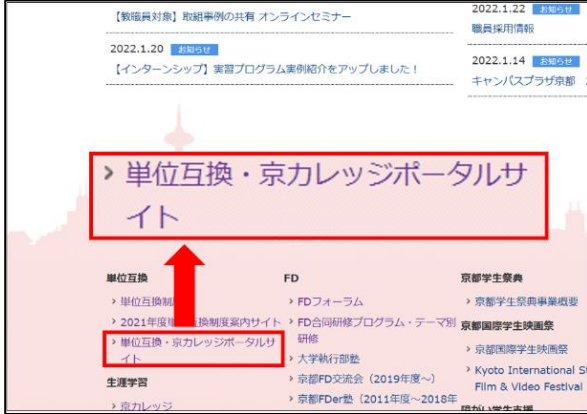 【教職員対象】取組事例の共有 オンラインセミナー
2022.1.20 お知らせ
【インターンシップ】実習プログラム実例紹介をアップしました！
2022.1.22 お知らせ
職員採用情報
2022.1.14 お知らせ
キャンパスプラザ京都
› 単位互換・京カレッジポータルサ
イト
単位互換
› 単位互換制
› 2021年度単位互換制度案内サイト
› 単位互換・京カレッジポータルサ
イト
生涯学習
› 京カレッジ
FD
› FDフォーラム
› FD合同研修プログラム・テーマ別
研修
› 大学執行部塾
› 京都FD交流会（2019年度～）
› 京都FDer塾（2011年度～2018年
京都学生祭典
› 京都学生祭典事業概要
京都国際学生映画祭
› 京都国際学生映画祭
› Kyoto International St
Film & Video Festival
障がい学生支援